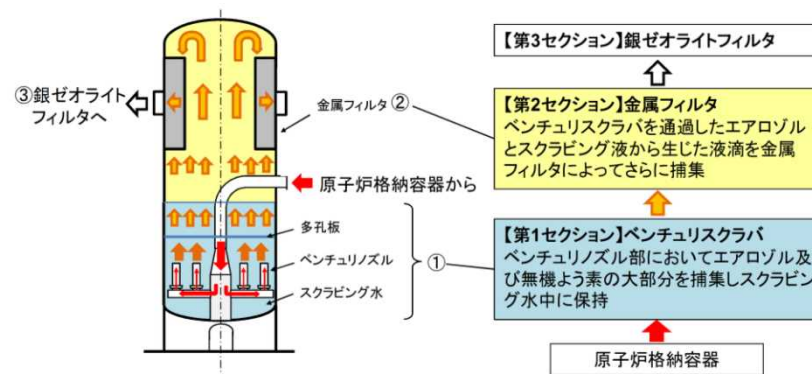 ③銀ゼオライト
フィルタへ
金属フィルタ ②
原子炉格納容器から
多孔板
ベンチュリノズル
スクラビング水
①
【第3セクション】銀ゼオライトフィルタ
【第2セクション】金属フィルタ
ベンチュリスクラバを通過したエアロゾル
とスクラビング液から生じた液滴を金属
フィルタによってさらに捕集
【第1セクション】ベンチュリスクラバ
ベンチュリノズル部においてエアロゾル及
び無機よう素の大部分を捕集しスクラビン
グ水中に保持
原子炉格納容器